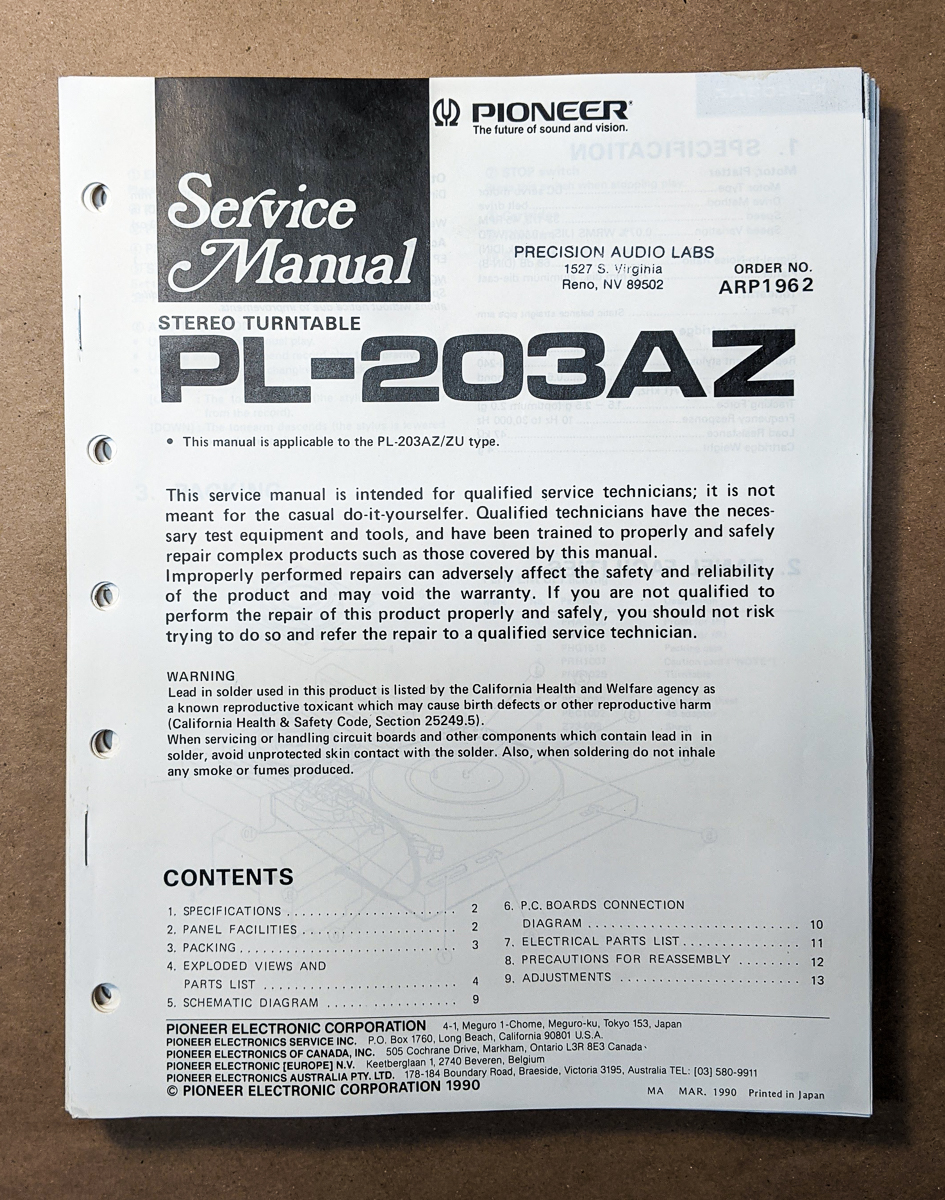 PIONEER®
The future of sound and vision.
Service
Manual
PRECISION AUDIO LABS
1527 S. Virginia
Reno, NV 89502
ORDER NO.
ARP1962
STEREO TURNTABLE
PL-203AZ
• This manual is applicable to the PL-203AZ/ZU type.
This service manual is intended for qualified service technicians; it is not
meant for the casual do-it-yourselfer. Qualified technicians have the neces-
sary test equipment and tools, and have been trained to properly and safely
repair complex products such as those covered by this manual.
Improperly performed repairs can adversely affect the safety and reliability
of the product and may void the warranty. If you are not qualified to
perform the repair of this product properly and safely, you should not risk
trying to do so and refer the repair to a qualified service technician.
WARNING
Lead in solder used in this product is listed by the California Health and Welfare agency as
a known reproductive toxicant which may cause birth defects or other reproductive harm
(California Health & Safety Code, Section 25249.5).
When servicing or handling circuit boards and other components which contain lead in in
solder, avoid unprotected skin contact with the solder. Also, when soldering do not inhale
any smoke or fumes produced.
CONTENTS
1. SPECIFICATIONS ........................ 2
2. PANEL FACILITIES ...................... 2
3. PACKING ............................... 3
4. EXPLODED VIEWS AND
PARTS LIST ............................ 4
5. SCHEMATIC DIAGRAM ..................... 9
6. P.C. BOARDS CONNECTION
DIAGRAM ............................. 10
7. ELECTRICAL PARTS LIST ............... 11
8. PRECAUTIONS FOR REASSEMBLY ........ 12
9. ADJUSTMENTS ......................... 13
PIONEER ELECTRONIC CORPORATION 4-1, Meguro 1-Chome, Meguro-ku, Tokyo 153, Japan
PIONEER ELECTRONICS SERVICE INC. P.O. Box 1760, Long Beach, California 90801 U.S.A.
PIONEER ELECTRONICS OF CANADA, INC. 505 Cochrane Drive, Markham, Ontario L3R 8E3 Canada
PIONEER ELECTRONIC [EUROPE] N.V. Keetberglaan 1, 2740 Beveren, Belgium
PIONEER ELECTRONICS AUSTRALIA PTY. LTD. 178-184 Boundary Road, Braeside, Victoria 3195, Australia TEL: [03] 580-9911
© PIONEER ELECTRONIC CORPORATION 1990
MA MAR. 1990 Printed in Japan